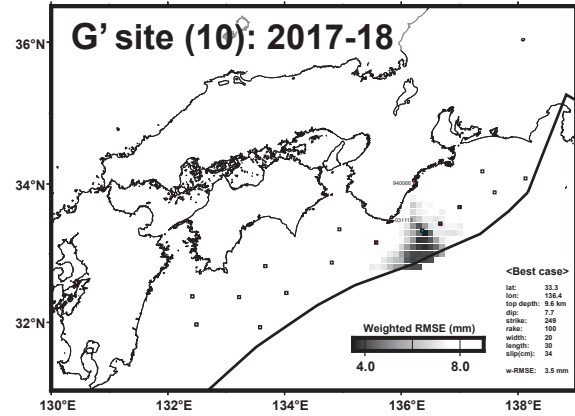 G' site (10): 2017-18
36°N
34°N
32°N
940066
031113
<Best case>
lat: 33.3
lon: 136.4
top depth: 9.6 km
dip: 7.7
strike: 249
rake: 100
width: 20
length: 30
slip(cm) 34
w-RMSE: 3.5 mm
Weighted RMSE (mm)
4.0 8.0
130°E 132°E 134°E 136°E 138°E